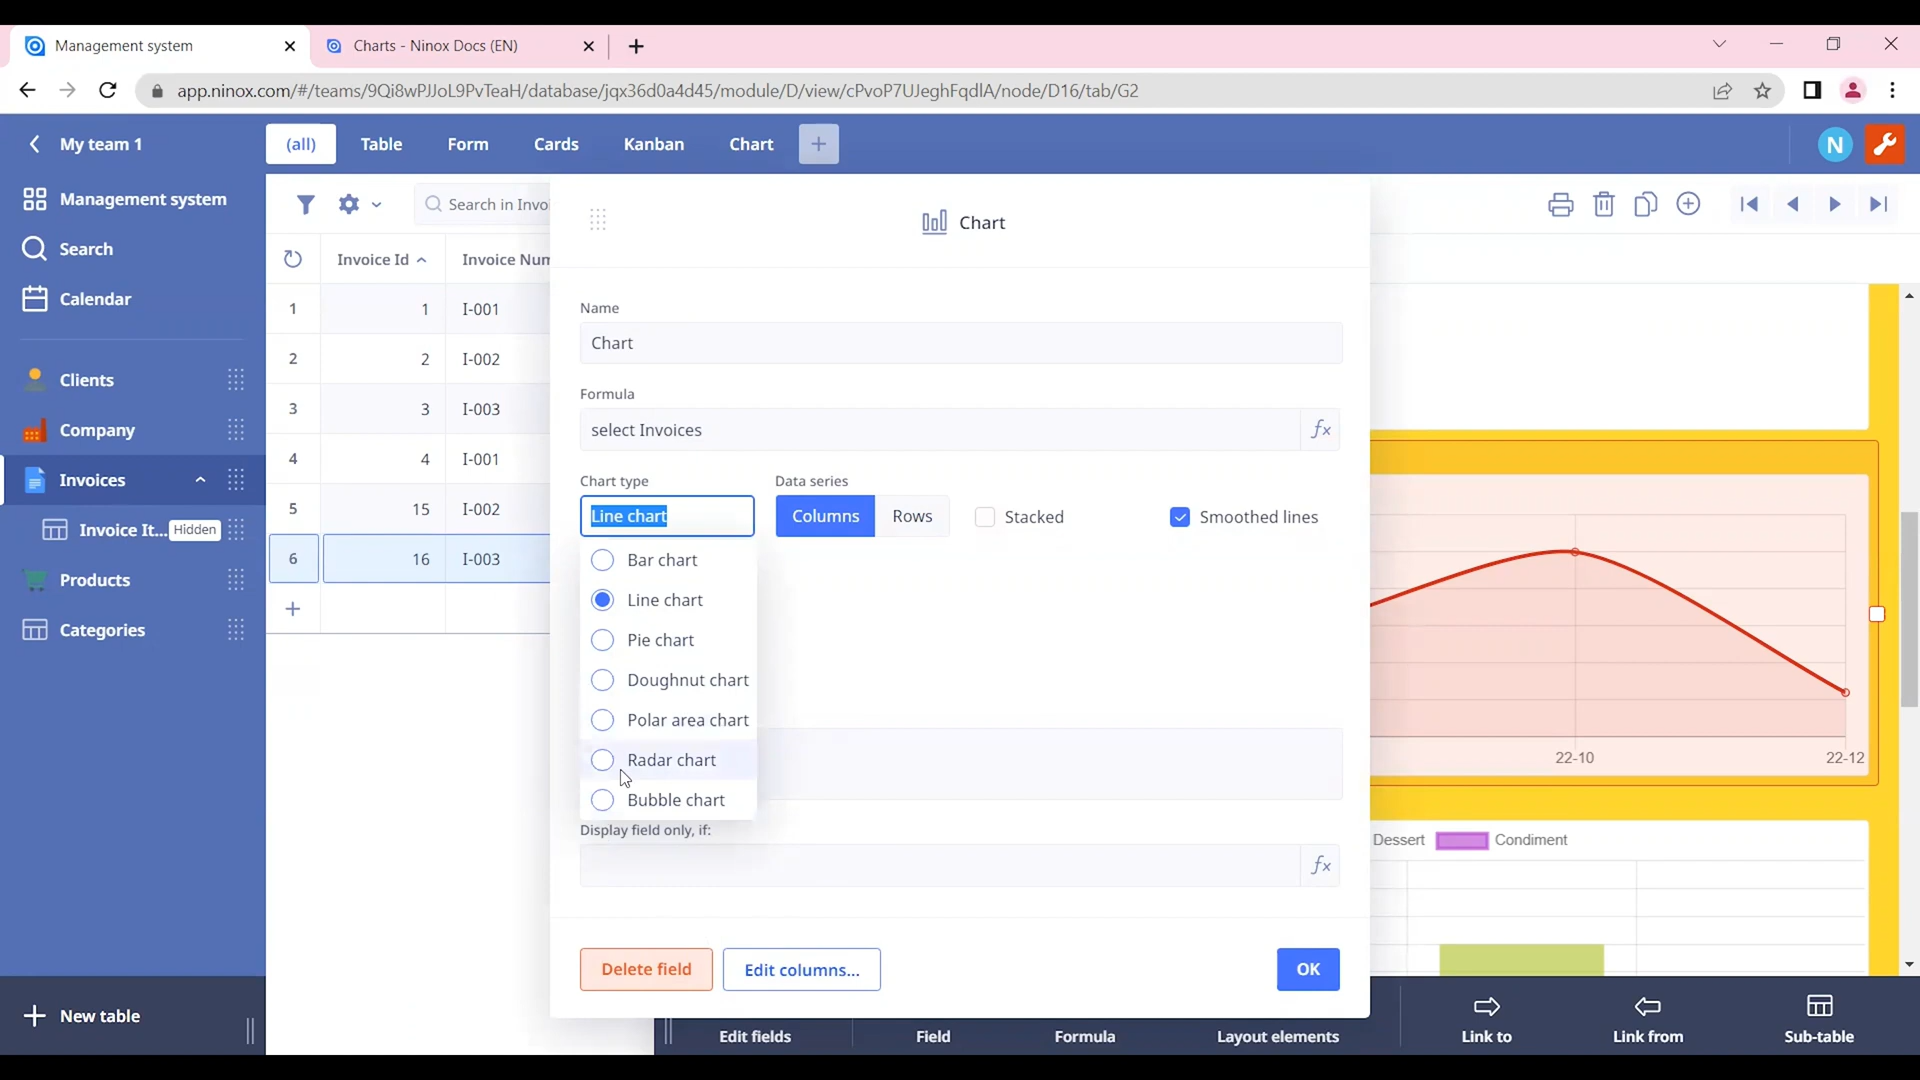 Management system
Charts - Ninox Docs (EN)
app.ninox.com/#/teams/9Qi8wPJJoL9PvTeaH/database/jqx36d0a4d45/module/D/view/cPvoP7UJeghFqdlA/node/D16/tab/G2
My team 1
(all) Table Form Cards Kanban Chart
N
Management system
Search
Calendar
Clients
Company
Invoices
Invoice It... Hidden
Products
Categories
New table
Search in Invo
Invoice Id Invoice Num
1 1 I-001
2 2 I-002
3 3 I-003
4 4 I-001
5 15 I-002
6 16 I-003
Chart
Name
Chart
Formula
select Invoices
fx
Chart type
Data series
Line chart
Columns Rows
Stacked
Smoothed lines
Bar chart
Line chart
Pie chart
Doughnut chart
Polar area chart
Radar chart
Bubble chart
Display field only, if:
fx
Delete field
Edit columns...
OK
22-10 22-12
Dessert Condiment
Edit fields
Field
Formula
Layout elements
Link to
Link from
Sub-table